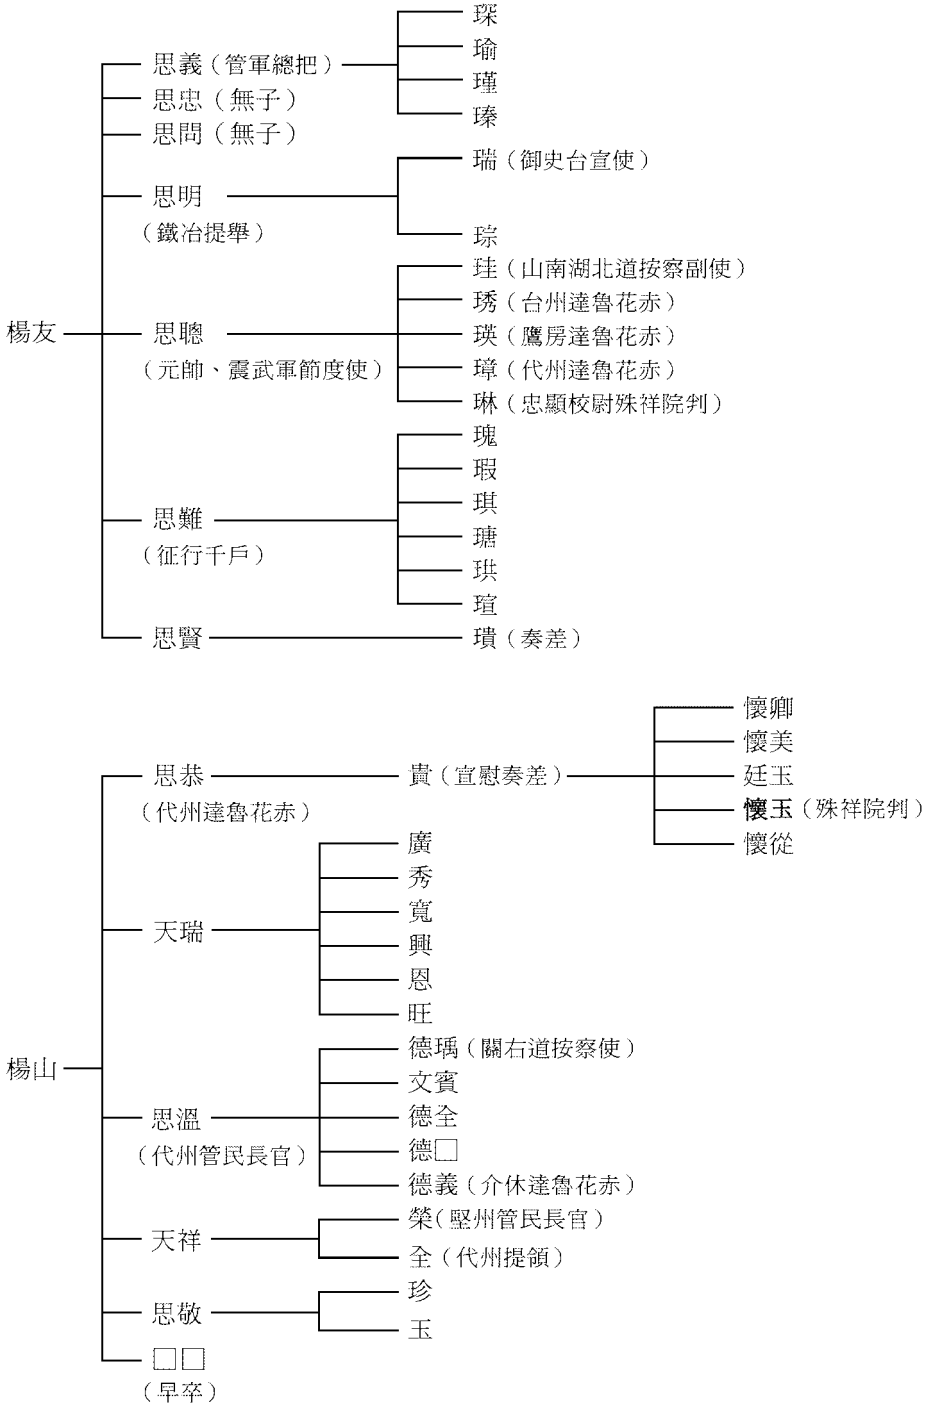 楊友
思義（管軍總把）
琛
瑜
瑾
瑧
思忠（無子）
思問（無子）
思明
（鐵冶提舉）
瑞（御史台宣使）
琮
思聰
（元帥、震武軍節度使）
珪（山南湖北道按察副使）
琇（台州達魯花赤）
瑛（鷹房達魯花赤）
璋（代州達魯花赤）
琳（忠顯校尉殊祥院判）
思難
（征行千戶）
瑰
瑕
琪
瑭
珙
瑄
思賢
瓄（奏差）
楊山
思恭
（代州達魯花赤）
貴（宣慰奏差）
懷卿
懷美
廷玉
懷玉（殊祥院判）
懷從
天瑞
廣
秀
寬
興
恩
旺
思溫
（代州管民長官）
德瑀（關右道按察使）
文賓
德全
德□
德義（介休達魯花赤）
天祥
榮（堅州管民長官）
全（代州提領）
思敬
珍
玉
□□
（早卒）